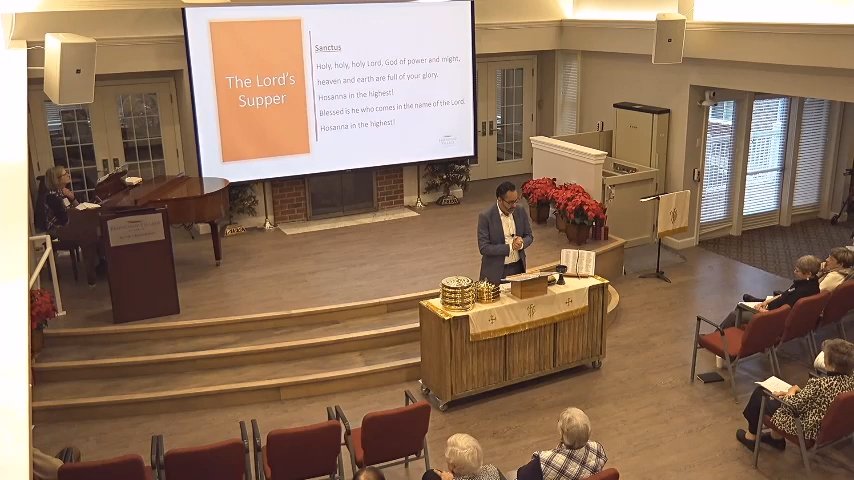 The Lord's
Supper
Sanctus
Holy, holy, holy Lord, God of power and might,
heaven and earth are full of your glory.
Hosanna in the highest!
Blessed is he who comes in the name of the Lord.
Hosanna in the highest!